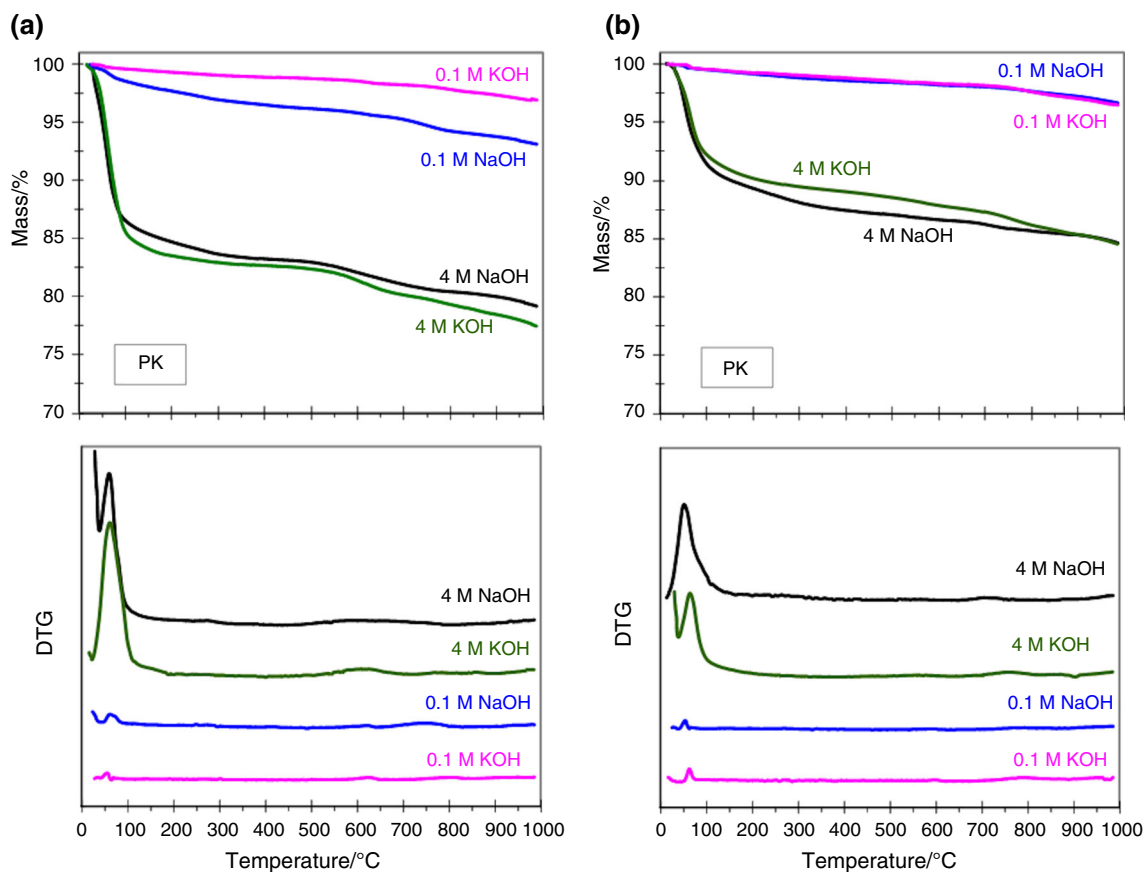 (a)
100
95
90
85
80
75
70
Mass/%
0.1 M KOH
0.1 M NaOH
4 M NaOH
4 M KOH
PK
DTG
4 M NaOH
4 M KOH
0.1 M NaOH
0.1 M KOH
0 100 200 300 400 500 600 700 800 900 1000
Temperature/°C
(b)
100
95
90
85
80
75
70
Mass/%
0.1 M NaOH
0.1 M KOH
4 M KOH
4 M NaOH
PK
DTG
4 M NaOH
4 M KOH
0.1 M NaOH
0.1 M KOH
0 100 200 300 400 500 600 700 800 900 1000
Temperature/°C